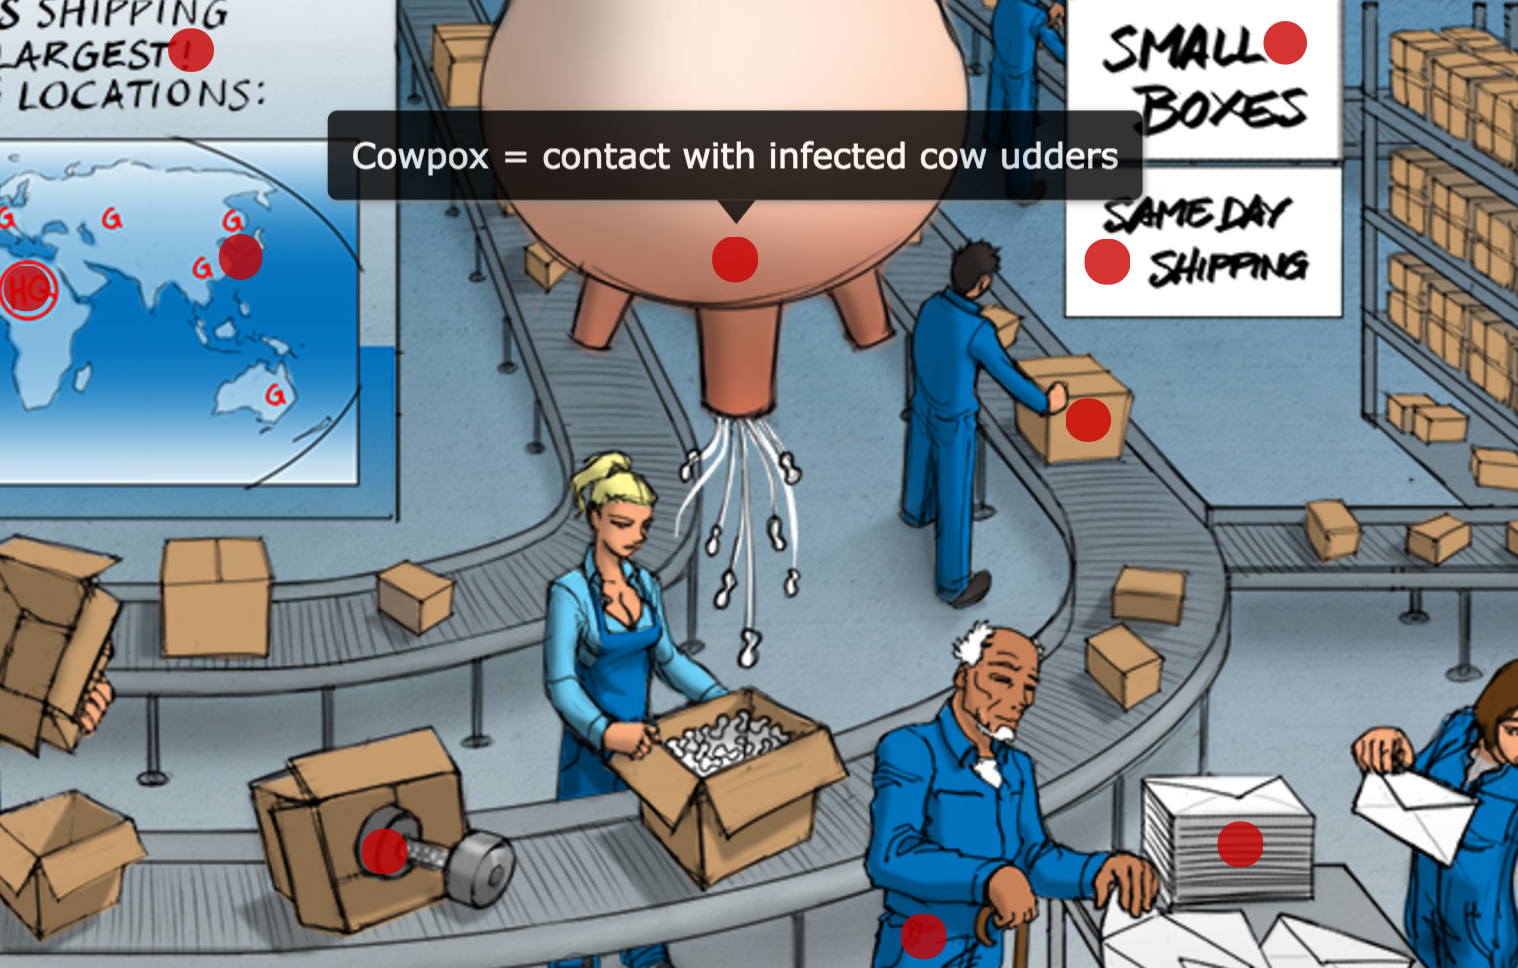 S SHIPPING
LARGEST!
LOCATIONS:
G
G
G
G
HQ
G
Cowpox = contact with infected cow udders
SMALL
BOXES
SAME DAY
SHIPPING